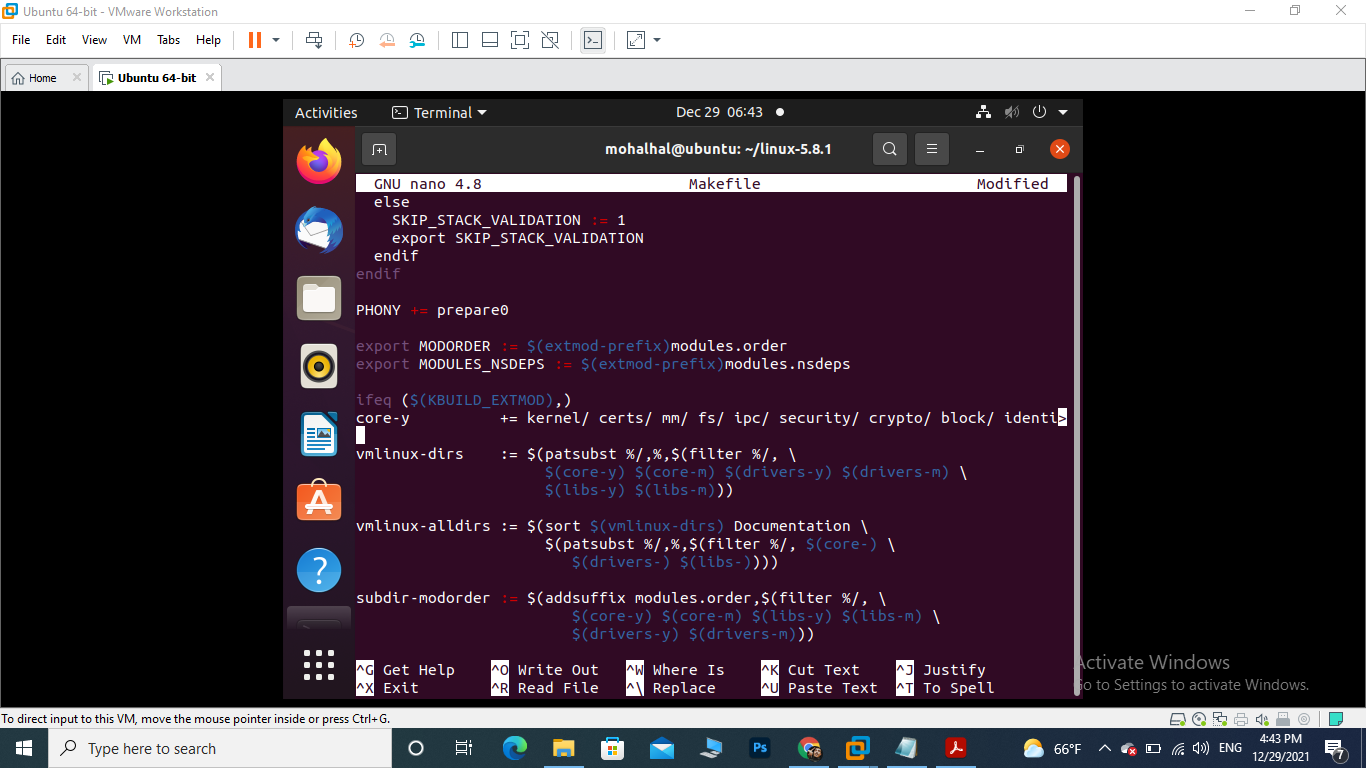 Ubuntu 64-bit - VMware Workstation
File Edit View VM Tabs Help
Home
Ubuntu 64-bit
Activities
Terminal
Dec 29 06:43
mohalhal@ubuntu: ~/linux-5.8.1
GNU nano 4.8 Makefile Modified
else
SKIP_STACK_VALIDATION := 1
export SKIP_STACK_VALIDATION
endif
endif
PHONY += prepare0
export MODORDER := $(extmod-prefix)modules.order
export MODULES_NSDEPS := $(extmod-prefix)modules.nsdeps
ifeq ($(KBUILD_EXTMOD),)
core-y += kernel/ certs/ mm/ fs/ ipc/ security/ crypto/ block/ identi>
vmlinux-dirs := $(patsubst %/,%,$(filter %/, \
$(core-y) $(core-m) $(drivers-y) $(drivers-m) \
$(libs-y) $(libs-m)))
vmlinux-alldirs := $(sort $(vmlinux-dirs) Documentation \
$(patsubst %/,%,$(filter %/, $(core-) \
$(drivers-) $(libs-))))
subdir-modorder := $(addsuffix modules.order,$(filter %/, \
$(core-y) $(core-m) $(libs-y) $(libs-m) \
$(drivers-y) $(drivers-m)))
^G Get Help ^O Write Out ^W Where Is ^K Cut Text ^J Justify
^X Exit ^R Read File ^\ Replace ^U Paste Text ^T To Spell
Activate Windows
Go to Settings to activate Windows.
To direct input to this VM, move the mouse pointer inside or press Ctrl+G.
Type here to search
Ps
66°F
ENG
4:43 PM
12/29/2021
7